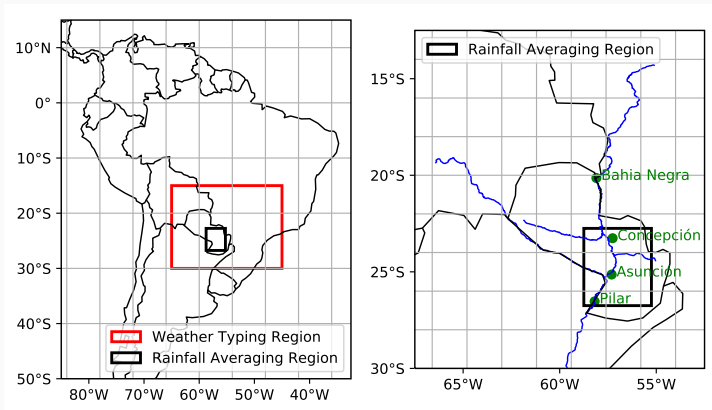 10°N
0°
10°S
20°S
30°S
40°S
50°S
80°W 70°W 60°W 50°W 40°W
Weather Typing Region
Rainfall Averaging Region
Rainfall Averaging Region
15°S
20°S
25°S
30°S
65°W 60°W 55°W
Bahia Negra
Concepción
Asunción
Pilar